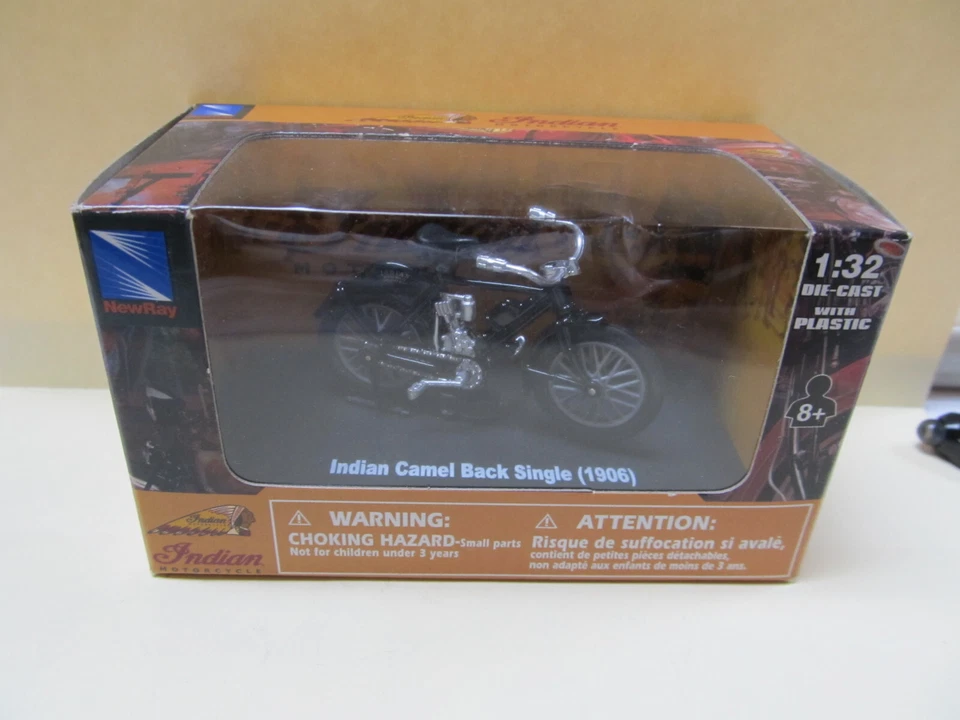 Indian
NewRay
1:32
DIE-CAST
WITH
PLASTIC
8+
Indian Camel Back Single (1906)
Indian
Indian
MOTORCYCLE
WARNING:
CHOKING HAZARD-Small parts
Not for children under 3 years
ATTENTION:
Risque de suffocation si avalé,
contient de petites pièces détachables,
non adapté aux enfants de moins de 3 ans.